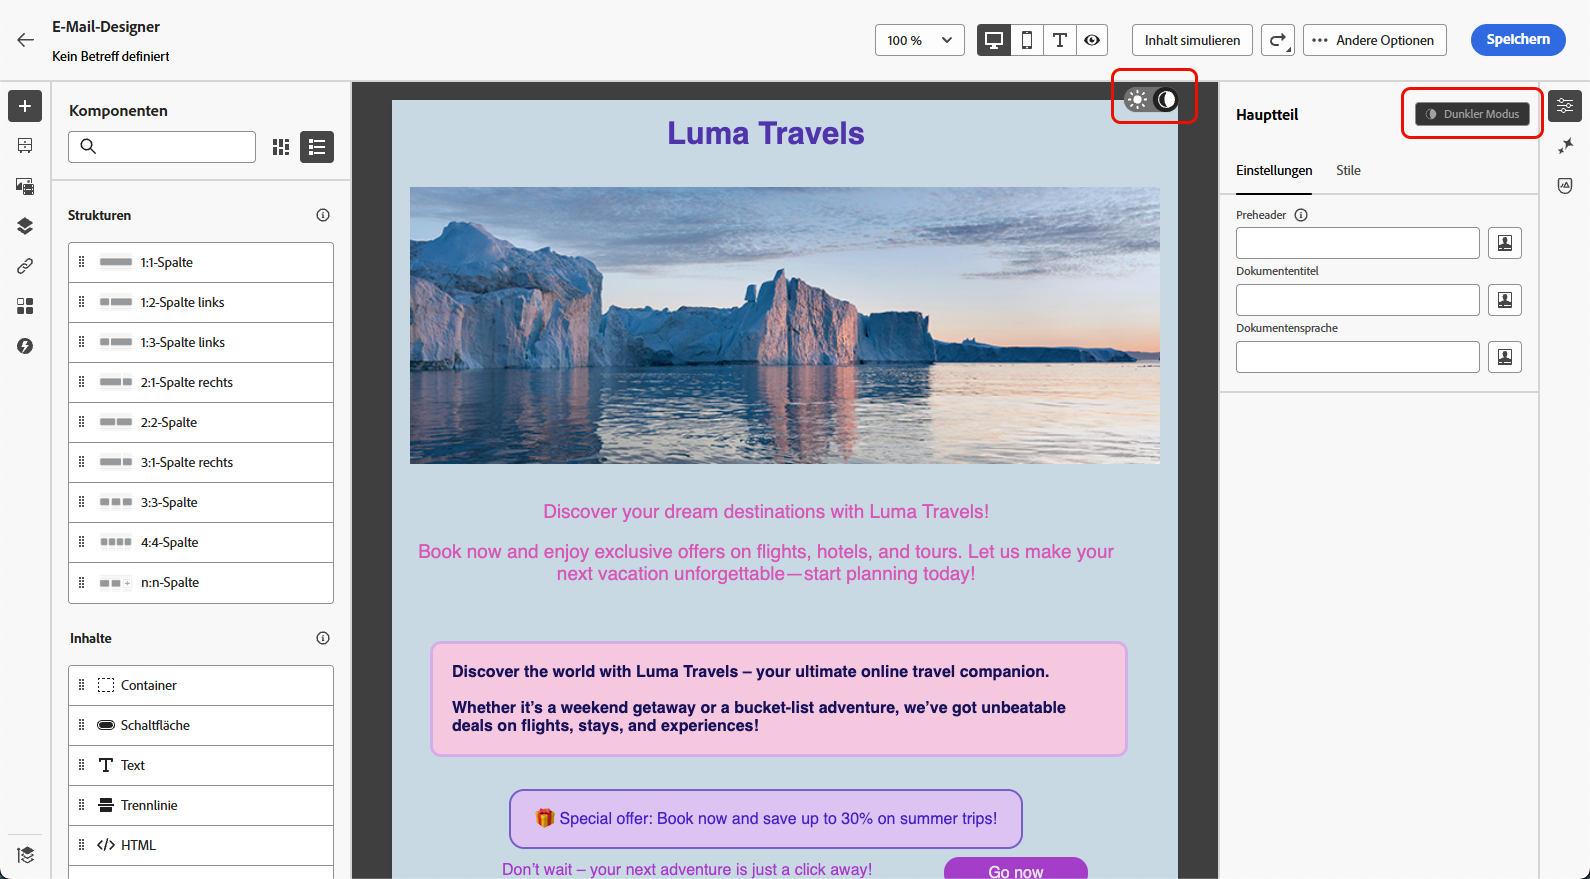 E-Mail-Designer
Kein Betreff definiert
100 %
Inhalt simulieren
Andere Optionen
Speichern
Komponenten
Strukturen
1:1-Spalte
1:2-Spalte links
1:3-Spalte links
2:1-Spalte rechts
2:2-Spalte
3:1-Spalte rechts
3:3-Spalte
4:4-Spalte
n:n-Spalte
Inhalte
Container
Schaltfläche
Text
Trennlinie
HTML
Luma Travels
Discover your dream destinations with Luma Travels!
Book now and enjoy exclusive offers on flights, hotels, and tours. Let us make your
next vacation unforgettable—start planning today!
Discover the world with Luma Travels – your ultimate online travel companion.
Whether it’s a weekend getaway or a bucket-list adventure, we’ve got unbeatable
deals on flights, stays, and experiences!
🎁 Special offer: Book now and save up to 30% on summer trips!
Don’t wait – your next adventure is just a click away!
Go now
Hauptteil
Dunkler Modus
Einstellungen
Stile
Preheader
Dokumententitel
Dokumentensprache